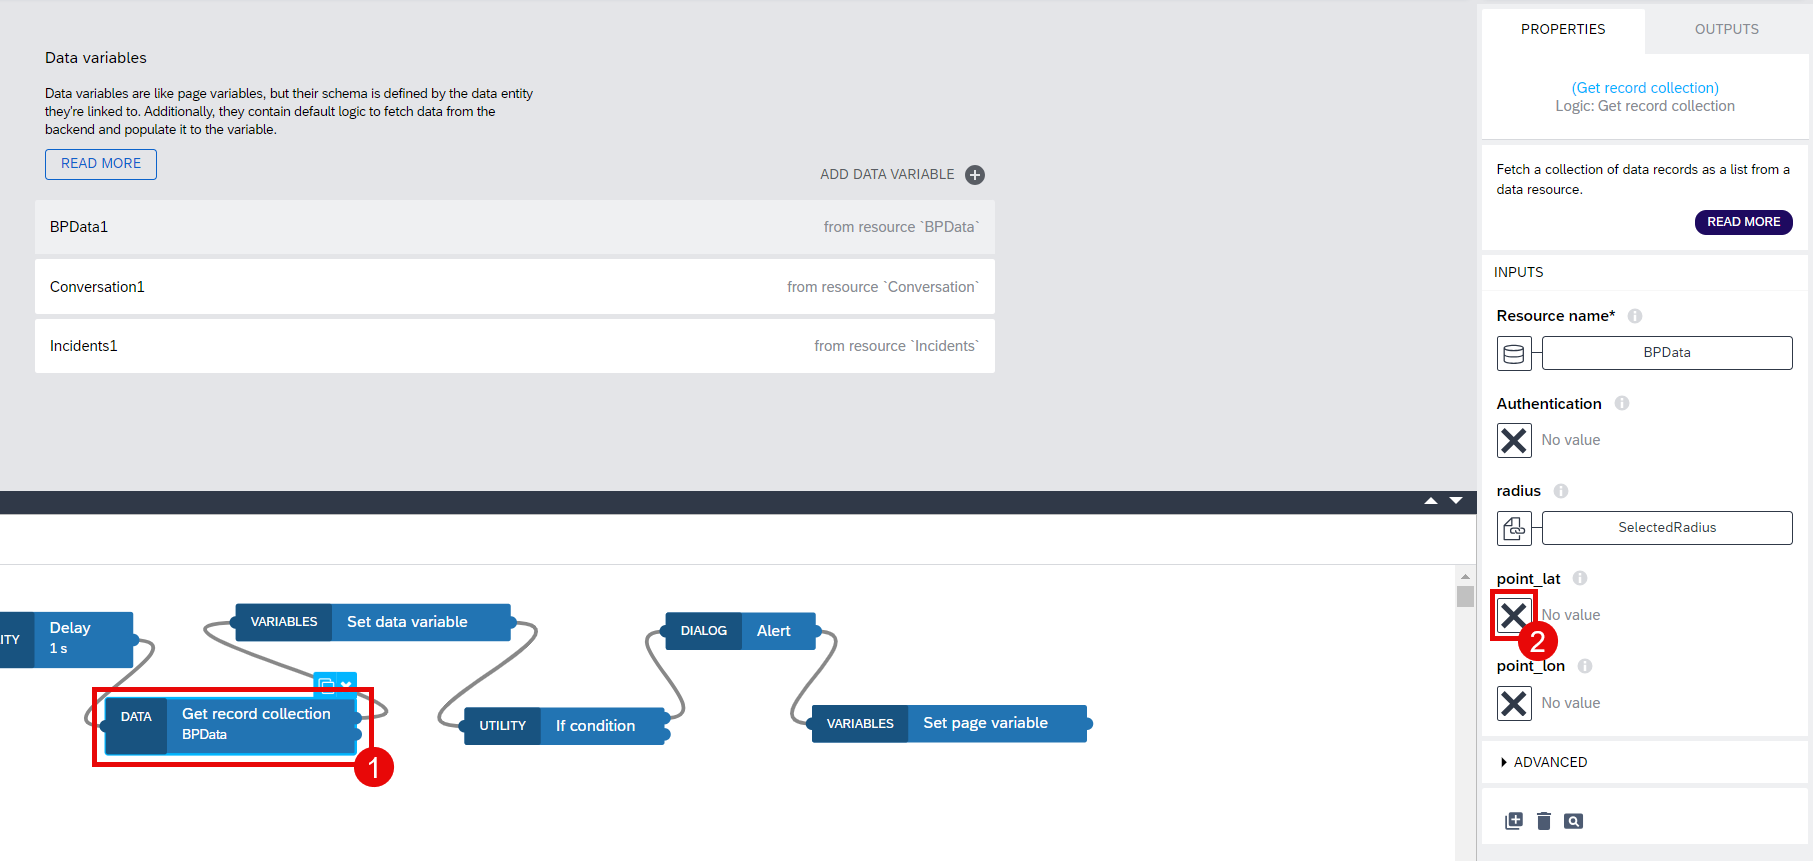 Data variables
Data variables are like page variables, but their schema is defined by the data entity
they're linked to. Additionally, they contain default logic to fetch data from the
backend and populate it to the variable.
READ MORE
ADD DATA VARIABLE
BPData1
from resource `BPData`
Conversation1
from resource `Conversation`
Incidents1
from resource `Incidents`
ITY
Delay
1 s
VARIABLES
Set data variable
DATA
Get record collection
BPData
1
UTILITY
If condition
DIALOG
Alert
VARIABLES
Set page variable
PROPERTIES
OUTPUTS
(Get record collection)
Logic: Get record collection
Fetch a collection of data records as a list from a
data resource.
READ MORE
INPUTS
Resource name*
BPData
Authentication
No value
radius
SelectedRadius
point_lat
No value
2
point_lon
No value
ADVANCED